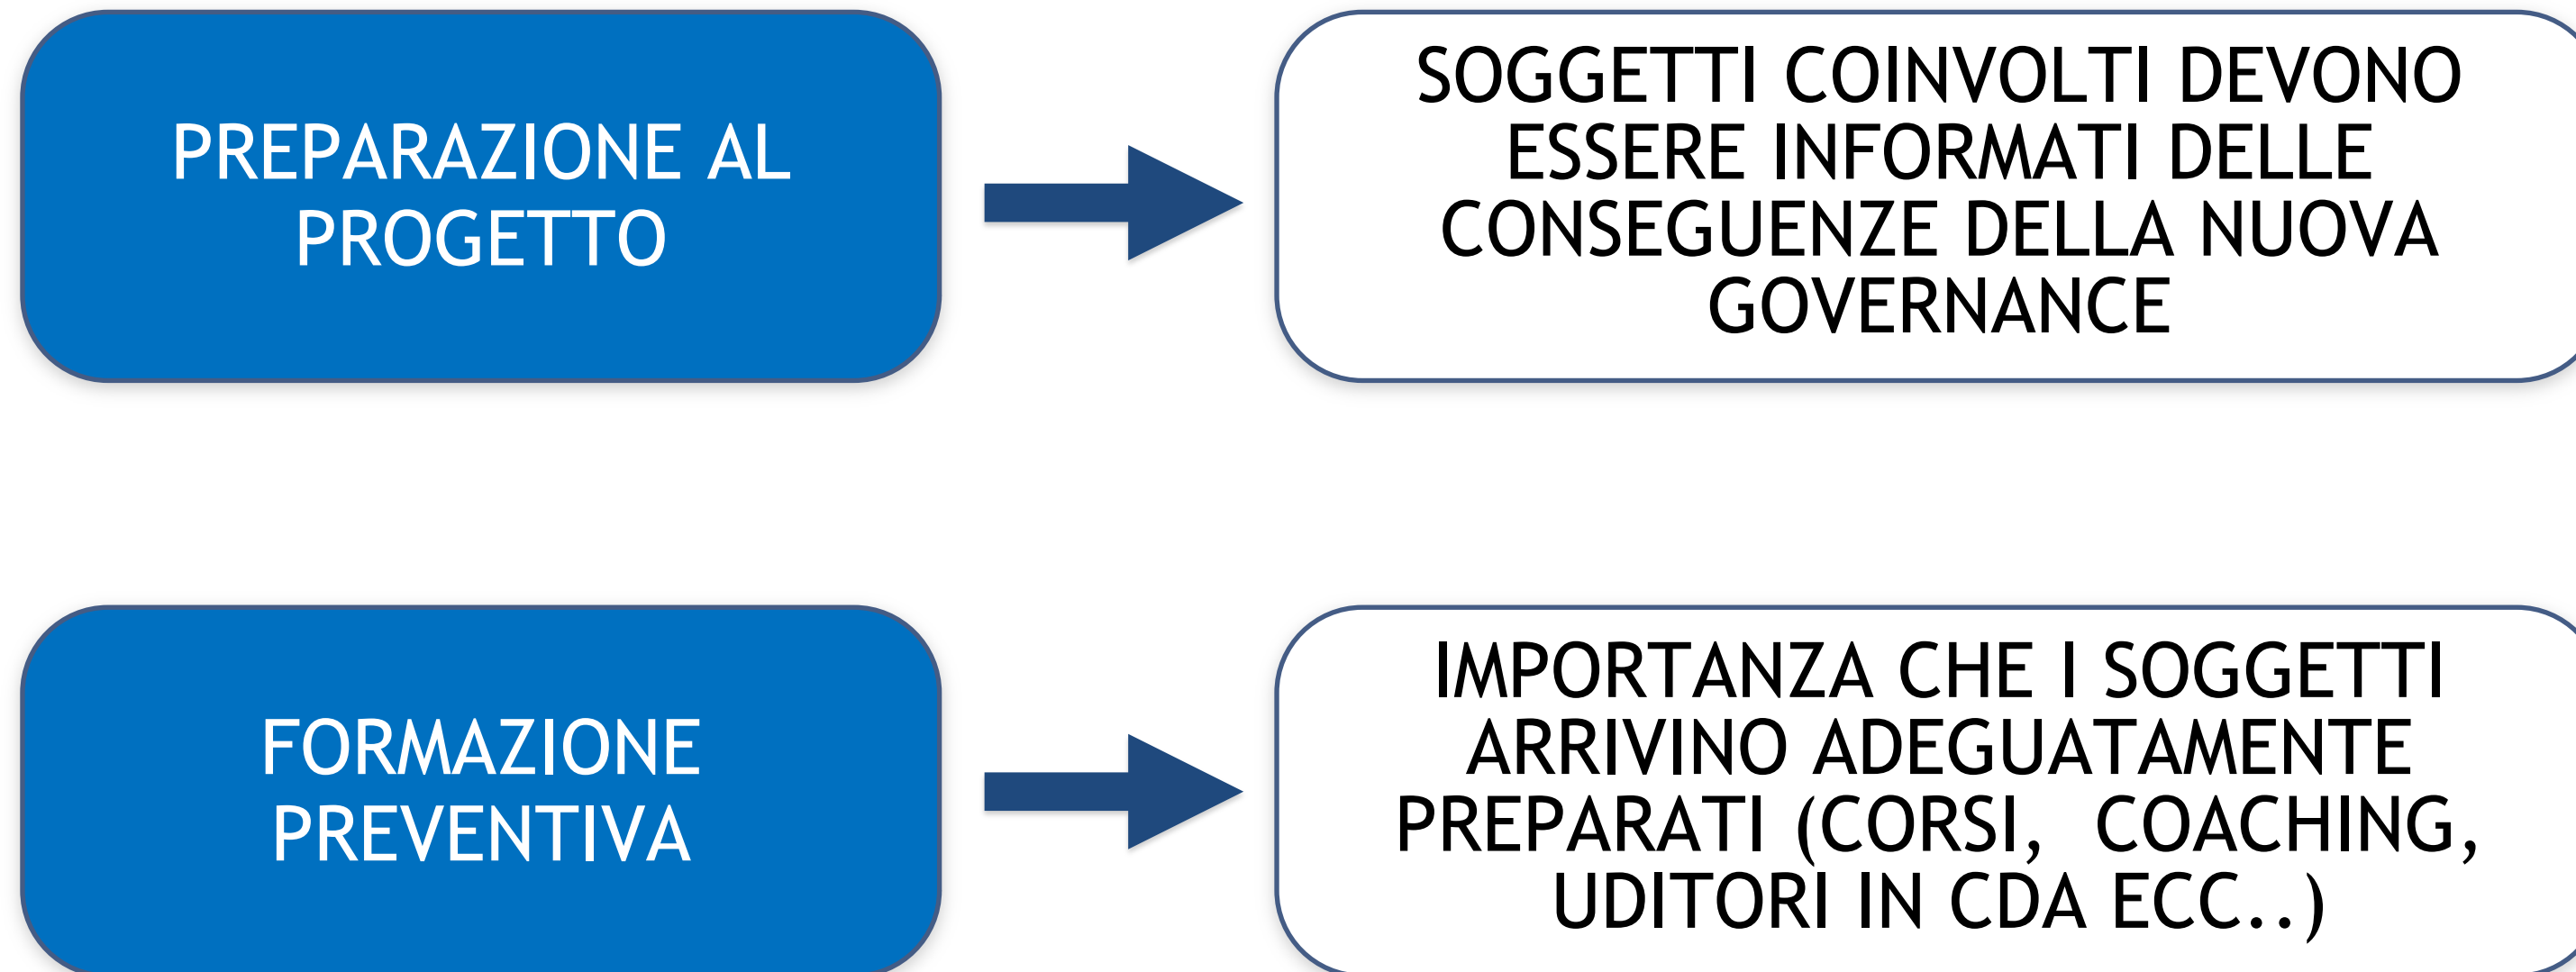 PREPARAZIONE AL
PROGETTO
SOGGETTI COINVOLTI DEVONO
ESSERE INFORMATI DELLE
CONSEGUENZE DELLA NUOVA
GOVERNANCE
FORMAZIONE
PREVENTIVA
IMPORTANZA CHE I SOGGETTI
ARRIVINO ADEGUATAMENTE
PREPARATI (CORSI,  COACHING,
UDITORI IN CDA ECC..)